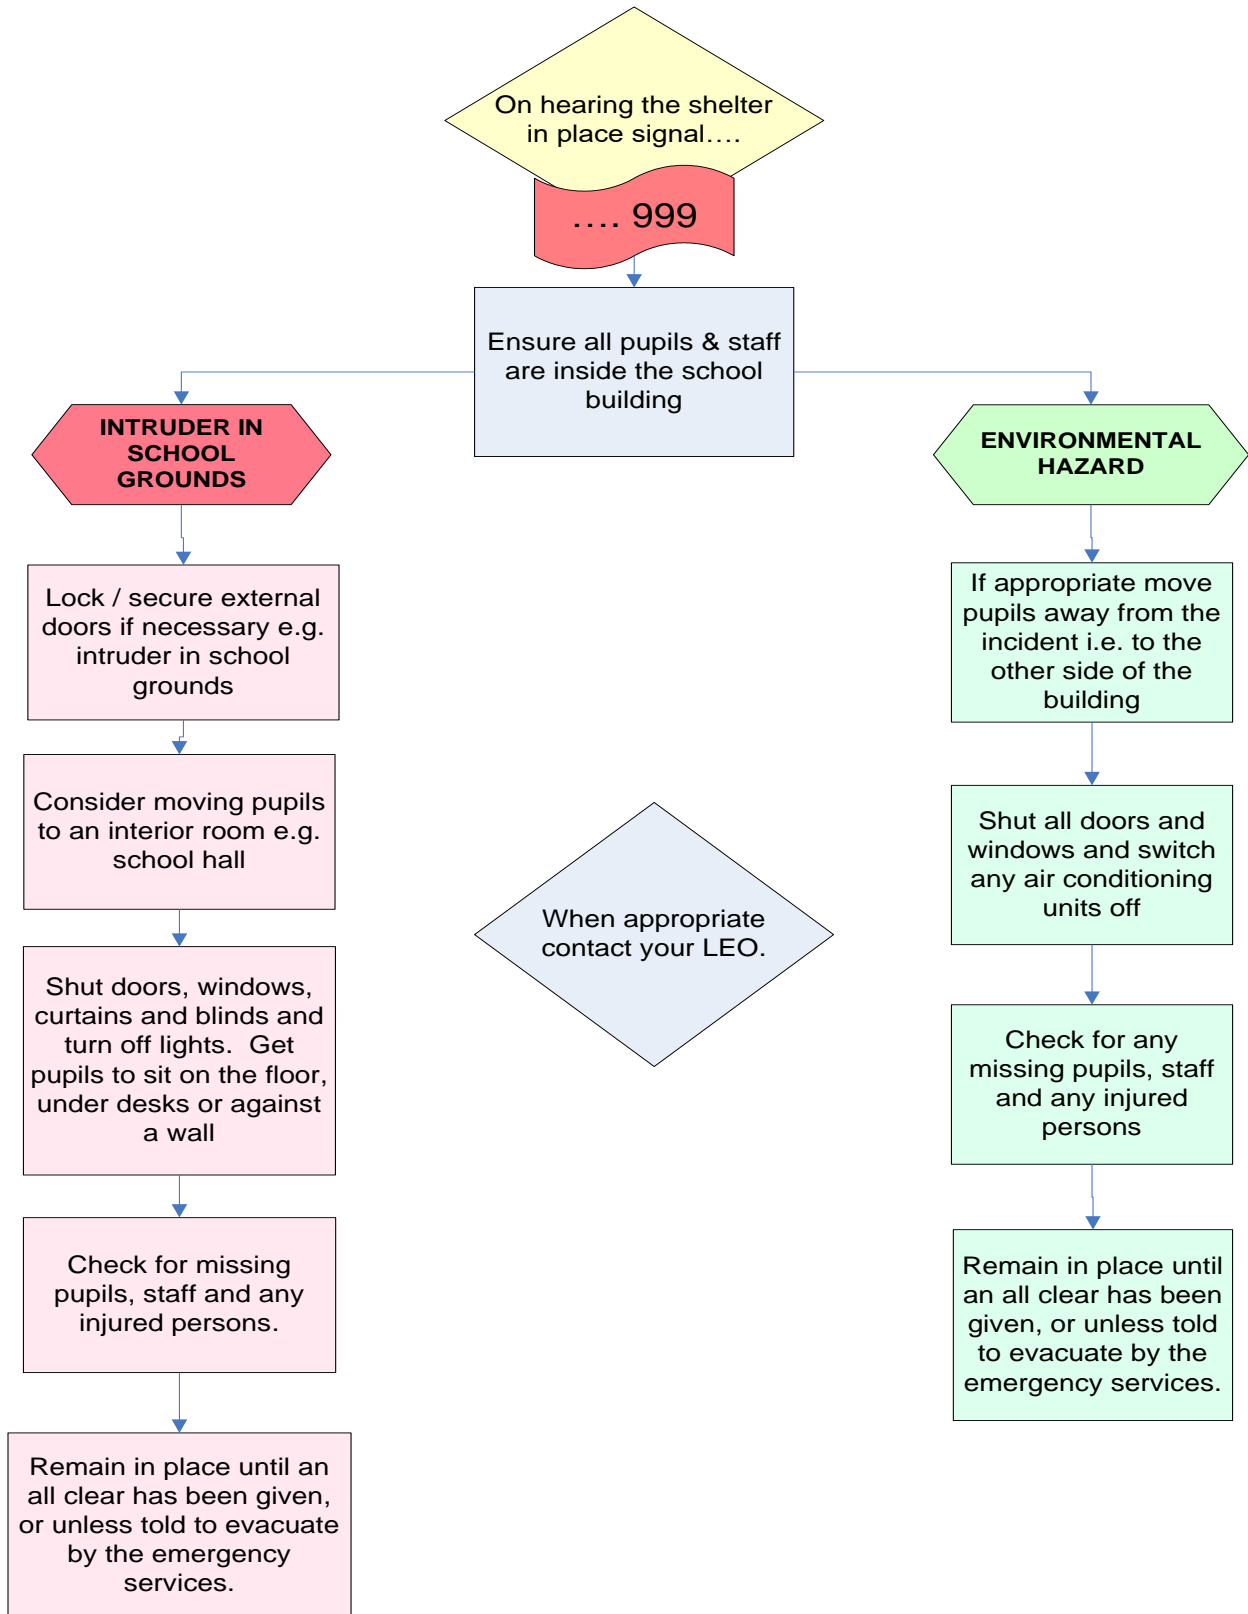 On hearing the shelter
in place signal....
.... 999
Ensure all pupils & staff
are inside the school
building
INTRUDER IN
SCHOOL
GROUNDS
Lock / secure external
doors if necessary e.g.
intruder in school
grounds
Consider moving pupils
to an interior room e.g.
school hall
Shut doors, windows,
curtains and blinds and
turn off lights.  Get
pupils to sit on the floor,
under desks or against
a wall
Check for missing
pupils, staff and any
injured persons.
Remain in place until an
all clear has been given,
or unless told to evacuate
by the emergency
services.
When appropriate
contact your LEO.
ENVIRONMENTAL
HAZARD
If appropriate move
pupils away from the
incident i.e. to the
other side of the
building
Shut all doors and
windows and switch
any air conditioning
units off
Check for any
missing pupils, staff
and any injured
persons
Remain in place until
an all clear has been
given, or unless told
to evacuate by the
emergency services.